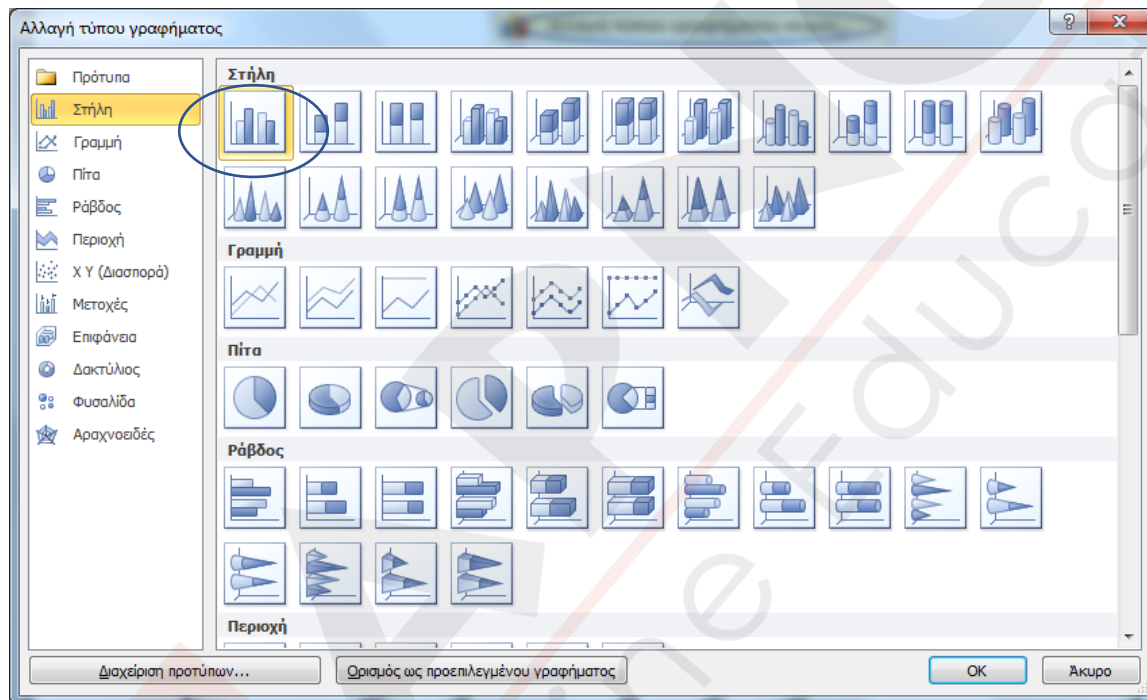 Αλλαγή τύπου γραφήματος
Πρότυπα
Στήλη
Γραμμή
Πίτα
Ράβδος
Περιοχή
Χ Υ (Διασπορά)
Μετοχές
Επιφάνεια
Δακτύλιος
Φυσαλίδα
Αραχνοειδές
Στήλη
Γραμμή
Πίτα
Ράβδος
Περιοχή
Διαχείριση προτύπων...
Ορισμός ως προεπιλεγμένου γραφήματος
OK
Άκυρο